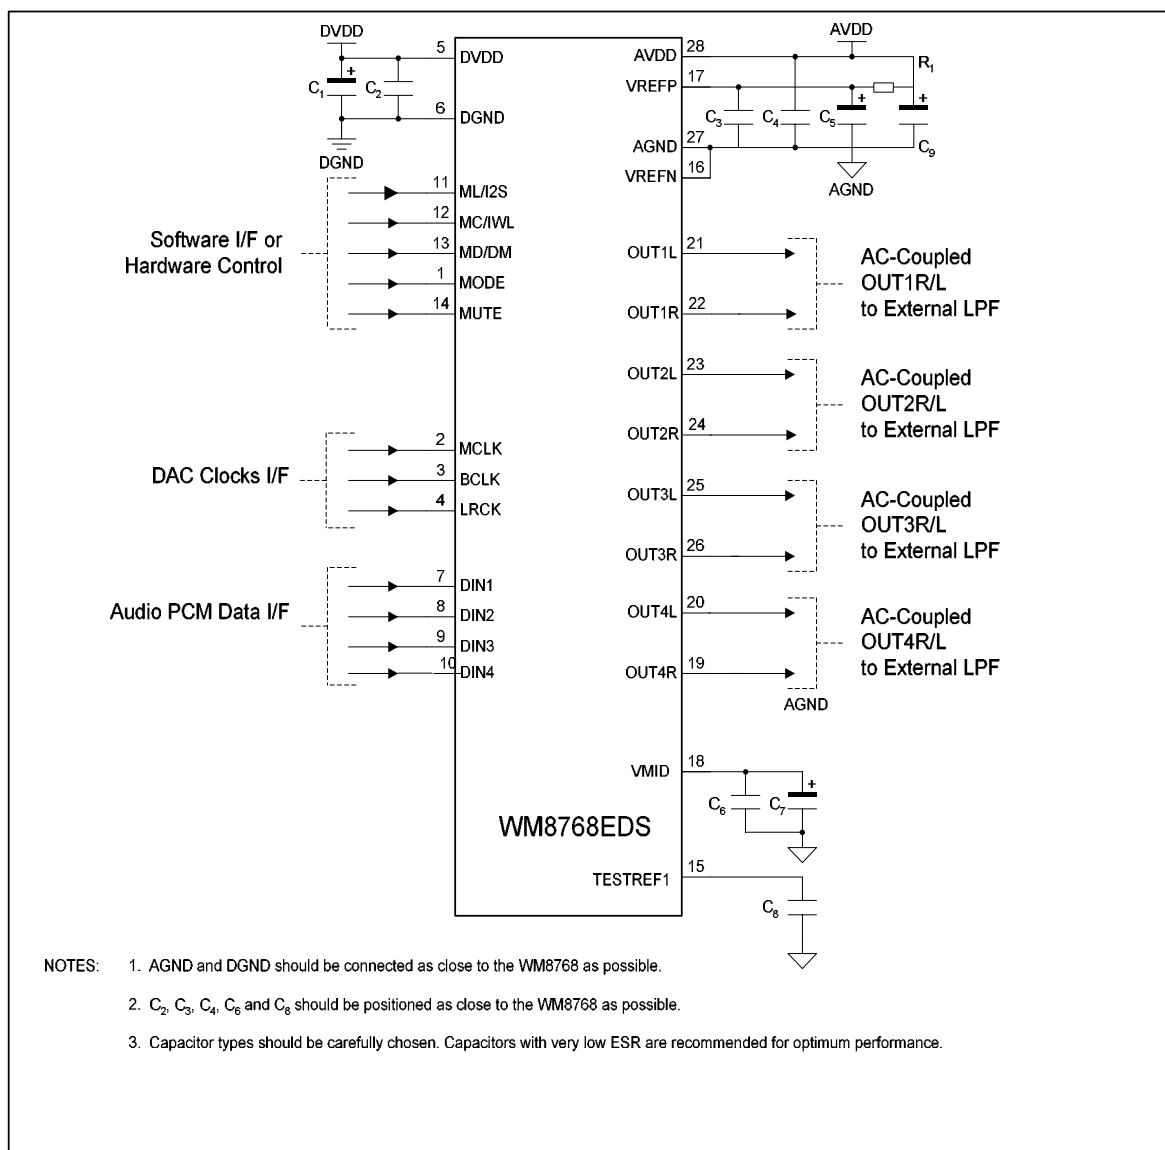 DVDD
5
DVDD
+
C1
C2
6
DGND
DGND
AVDD
AVDD
28
R1
VREFP
17
+
+
C3
C4
C5
C9
AGND
27
VREFN
16
AGND
Software I/F or
Hardware Control
11
ML/I2S
12
MC/IWL
13
MD/DM
1
MODE
14
MUTE
OUT1L
21
OUT1R
22
AC-Coupled
OUT1R/L
to External LPF
OUT2L
23
OUT2R
24
AC-Coupled
OUT2R/L
to External LPF
DAC Clocks I/F
2
MCLK
3
BCLK
4
LRCK
OUT3L
25
OUT3R
26
AC-Coupled
OUT3R/L
to External LPF
Audio PCM Data I/F
7
DIN1
8
DIN2
9
DIN3
10
DIN4
OUT4L
20
OUT4R
19
AC-Coupled
OUT4R/L
to External LPF
AGND
VMID
18
+
C6
C7
WM8768EDS
TESTREF1
15
C8
NOTES: 1. AGND and DGND should be connected as close to the WM8768 as possible.
2. C2, C3, C4, C6 and C8 should be positioned as close to the WM8768 as possible.
3. Capacitor types should be carefully chosen. Capacitors with very low ESR are recommended for optimum performance.